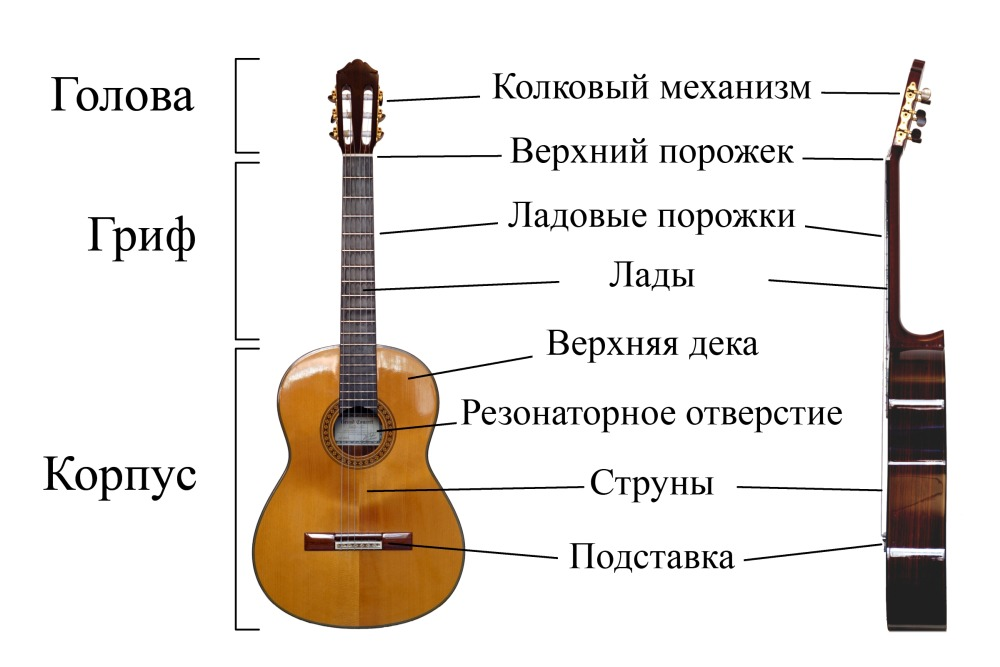 Голова
Колковый механизм
Верхний порожек
Ладовые порожки
Гриф
Лады
Верхняя дека
Резонаторное отверстие
Корпус
Струны
Подставка